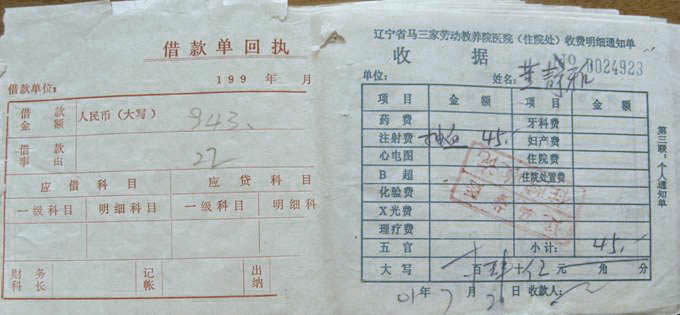 借款单回执
199 年 月
借款单位:
借款金额 人民币(大写) 943.
借款事由 22
应借科目 应贷科目
一级科目 明细科目 一级科目 明细科
财务科长 记帐 出纳
辽宁省马三家劳动教养院医院(住院处)收费明细通知单
收据 NO 0024923
单位: 姓名:
项目 金额 项目 金额
药费 牙科费
注射费 抽血 45.- 妇产费
心电图 住院费
B超 住院处置费
化验费
X光费
理疗费
五官 小计: 45.-
大写 百 肆十伍元 角 分
01年 7月 日 收款人:
第三联:个人通知单